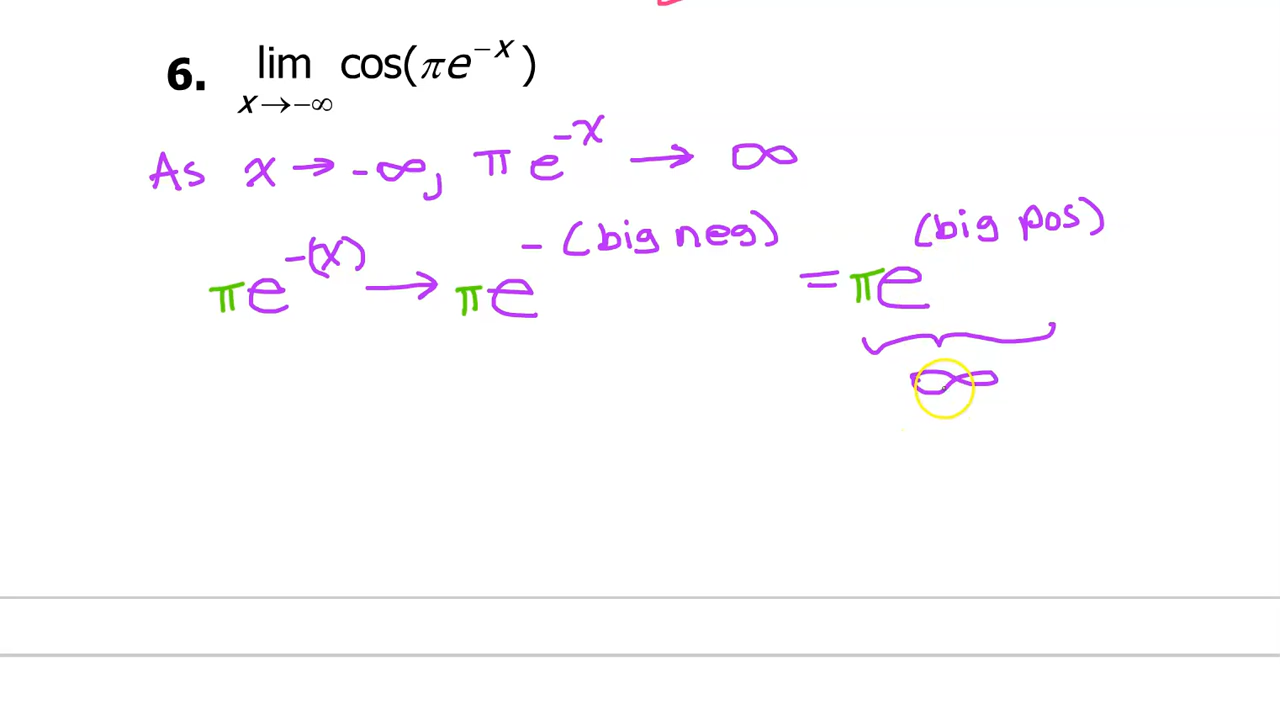 6. lim cos(πe⁻ˣ)
x→−∞
As x → -∞, πe⁻ˣ → ∞
πe^-(x) → πe^-(big neg) = πe^(big pos)
∞